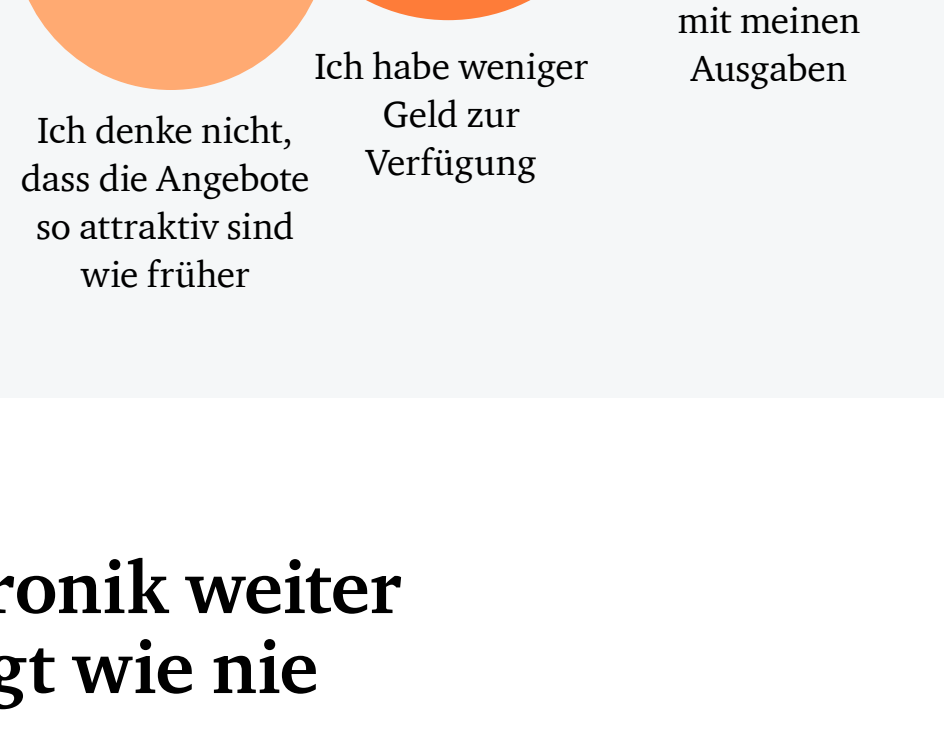 Ich denke nicht,
dass die Angebote
so attraktiv sind
wie früher
Ich habe weniger
Geld zur
Verfügung
mit meinen
Ausgaben
ronik weiter
gt wie nie